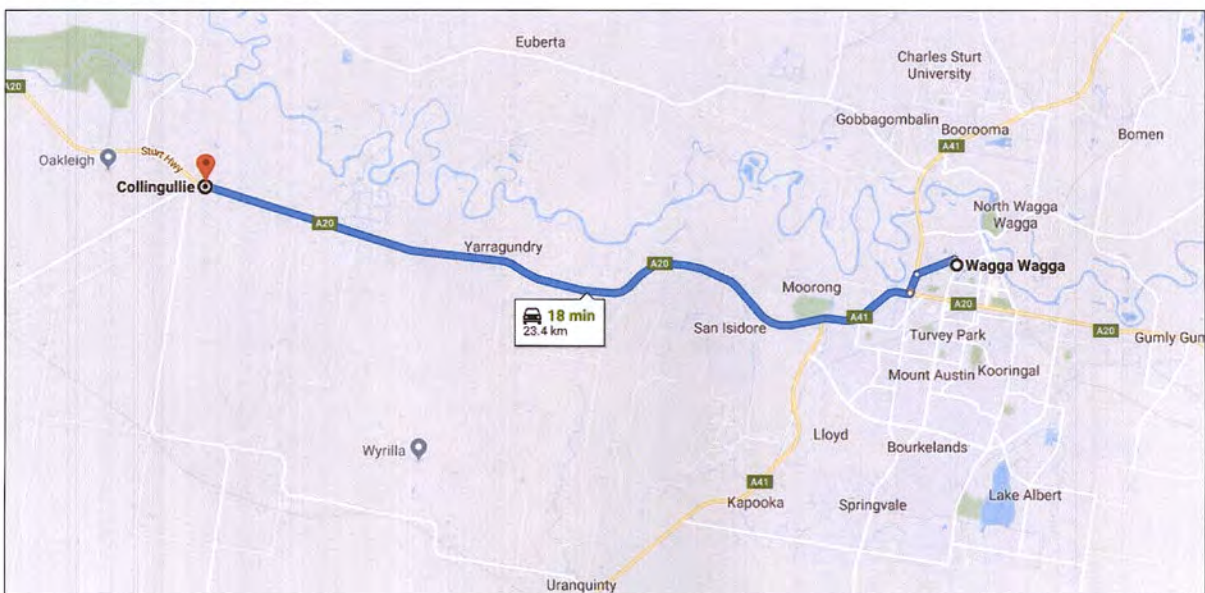 Euberta
Charles Sturt
University
A20
Gobbagombalin
Boorooma
Bomen
A41
Oakleigh
Sturt Hwy
Collingullie
North Wagga
Wagga
A20
Yarragundry
A20
Wagga Wagga
Moorong
18 min
23.4 km
San Isidore
A41
A20
A20
Turvey Park
Gumly Gum
Mount Austin
Kooringal
Lloyd
Bourkelands
Wyrilla
A41
Kapooka
Springvale
Lake Albert
Uranquinty